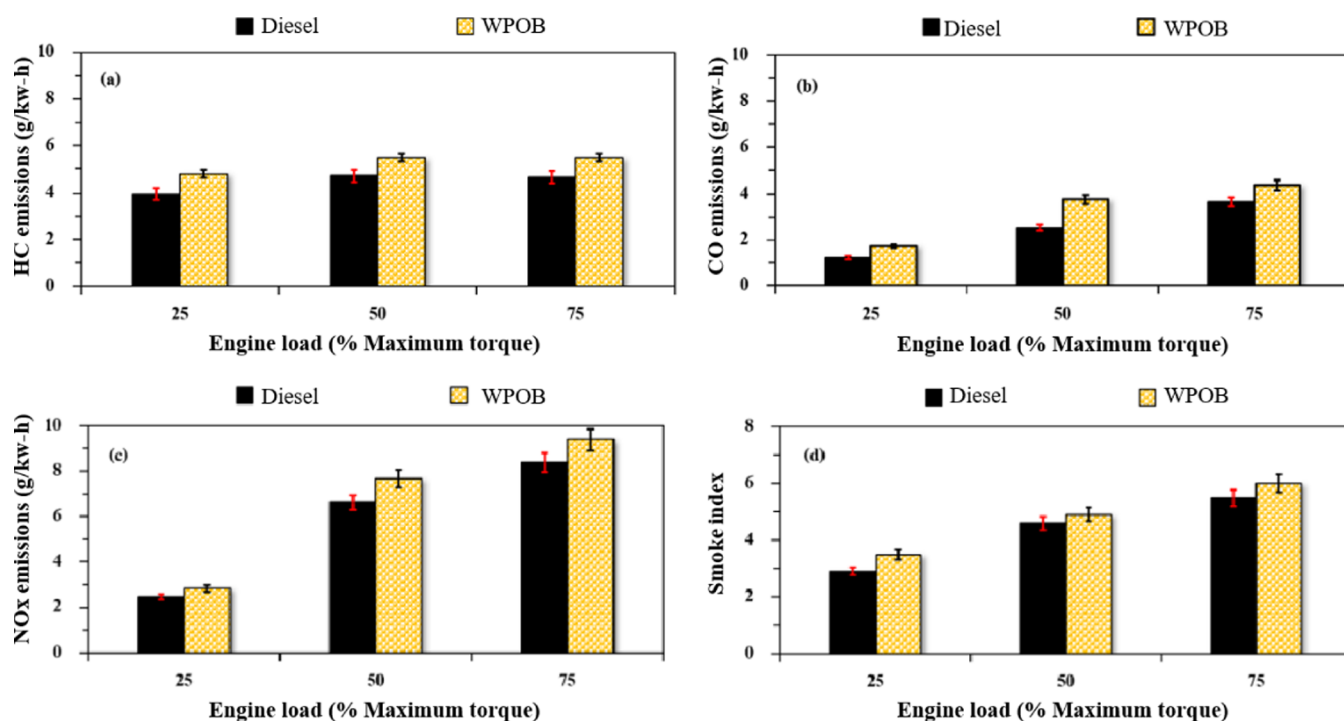 Diesel WPOB
HC emissions (g/kw-h)
10
8
6
4
2
0
(a)
25 50 75
Engine load (% Maximum torque)
Diesel WPOB
CO emissions (g/kw-h)
10
8
6
4
2
0
(b)
25 50 75
Engine load (% Maximum torque)
Diesel WPOB
NOx emissions (g/kw-h)
10
8
6
4
2
0
(c)
25 50 75
Engine load (% Maximum torque)
Diesel WPOB
Smoke index
8
6
4
2
0
(d)
25 50 75
Engine load (% Maximum torque)